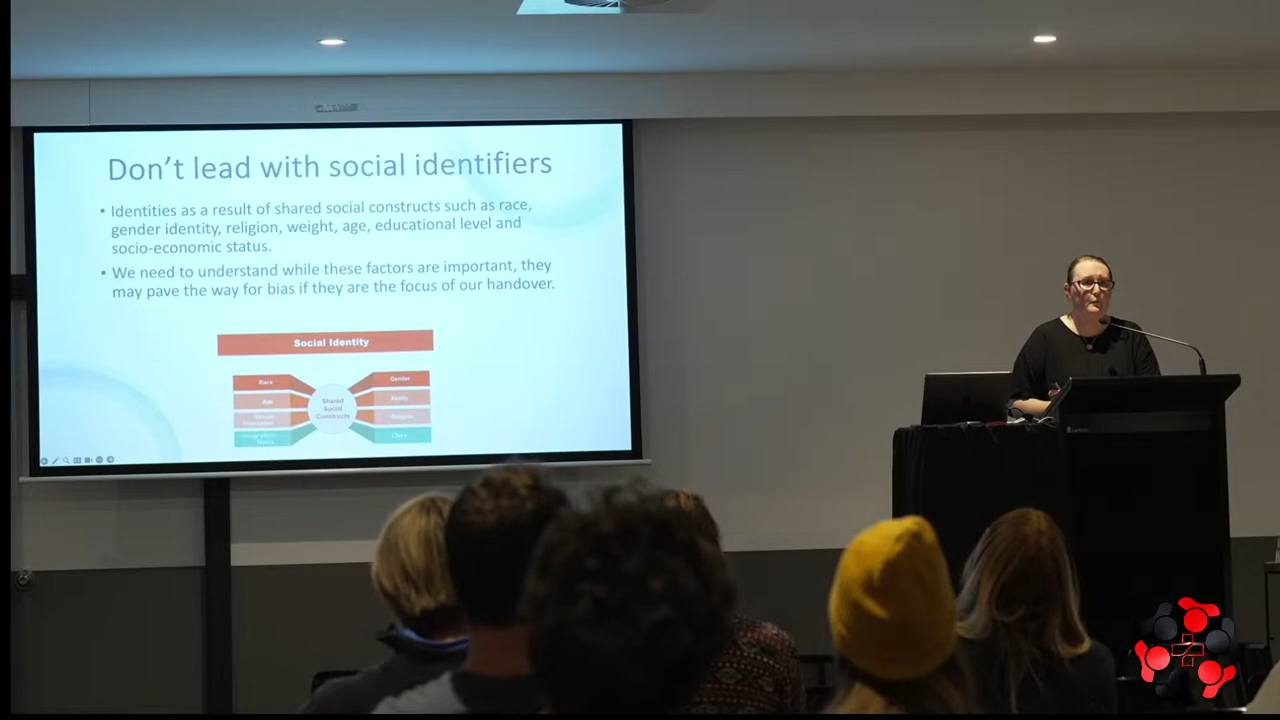 Don't lead with social identifiers
• Identities as a result of shared social constructs such as race,
gender identity, religion, weight, age, educational level and
socio-economic status.
• We need to understand while these factors are important, they
may pave the way for bias if they are the focus of our handover.
Social Identity
Race
Gender
Age
Ability
Shared
Social
Constructs
Religion
Status
Class